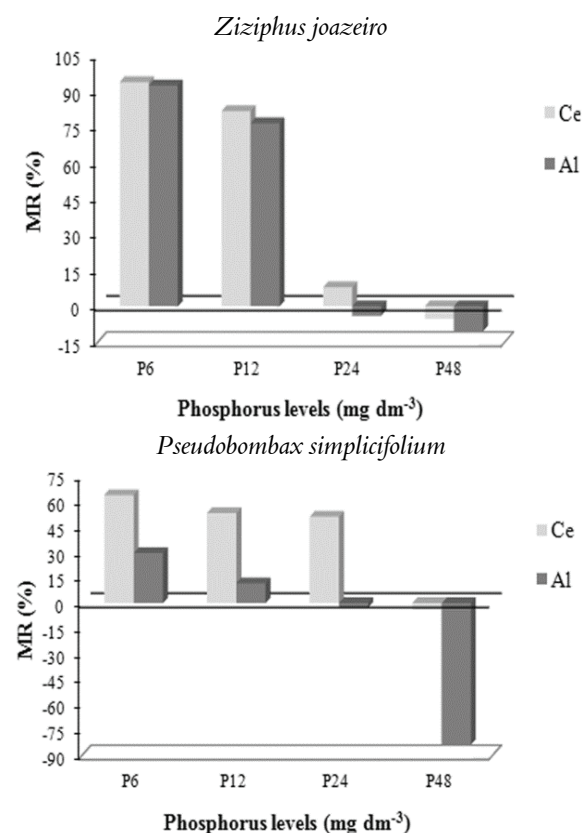 Ziziphus joazeiro
105
90
75
60
45
30
15
0
-15
MR (%)
Ce
Al
P6 P12 P24 P48
Phosphorus levels (mg dm⁻³)
Pseudobombax simplicifolium
75
60
45
30
15
0
-15
-30
-45
-60
-75
-90
MR (%)
Ce
Al
P6 P12 P24 P48
Phosphorus levels (mg dm⁻³)